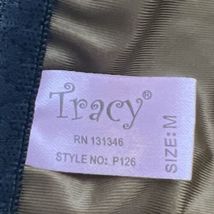 Tracy®
RN 131346
STYLE NO: P126
SIZE: M